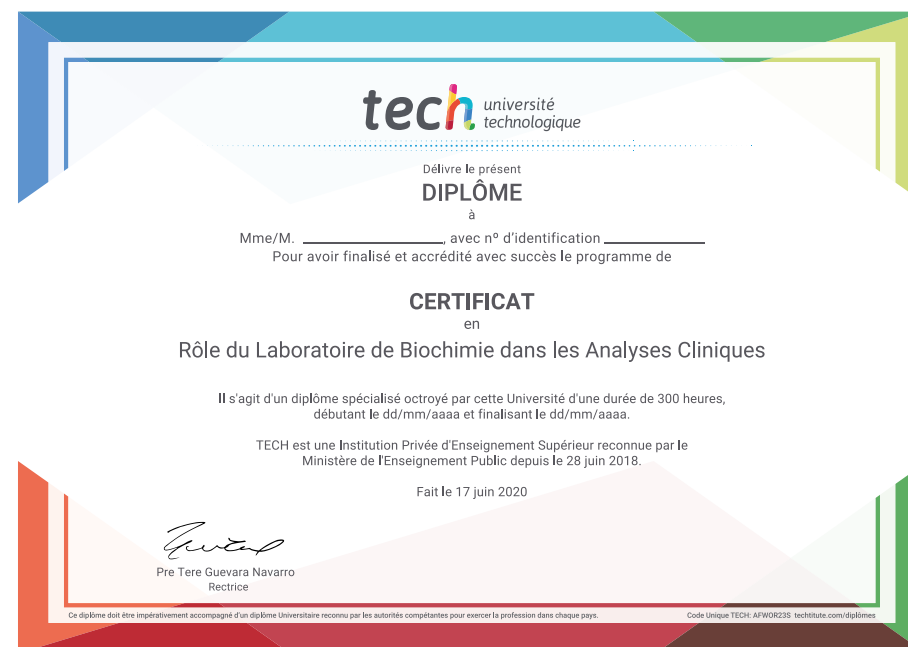 tech université
technologique
Délivre le présent
DIPLÔME
à
Mme/M. ____________________, avec nº d'identification ______________
Pour avoir finalisé et accrédité avec succès le programme de
CERTIFICAT
en
Rôle du Laboratoire de Biochimie dans les Analyses Cliniques
Il s'agit d'un diplôme spécialisé octroyé par cette Université d'une durée de 300 heures,
débutant le dd/mm/aaaa et finalisant le dd/mm/aaaa.
TECH est une Institution Privée d'Enseignement Supérieur reconnue par le
Ministère de l'Enseignement Public depuis le 28 juin 2018.
Fait le 17 juin 2020
Pre Tere Guevara Navarro
Rectrice
Ce diplôme doit être impérativement accompagné d'un diplôme Universitaire reconnu par les autorités compétentes pour exercer la profession dans chaque pays.
Code Unique TECH: AFWOR23S techtitute.com/diplômes